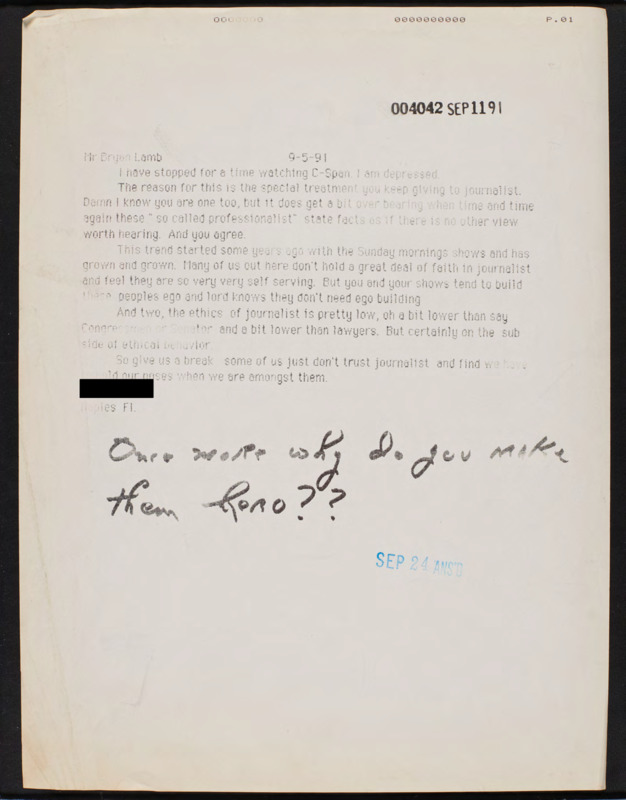 0000000000 P.01
004042 SEP 11 91
Mr Bryan Lamb 9-5-91
I have stopped for a time watching C-Span. I am depressed.
The reason for this is the special treatment you keep giving to journalist.
Damn I know you are one too, but it does get a bit over bearing when time and time
again these " so called professionalist" state facts as if there is no other view
worth hearing. And you agree.
This trend started some years ago with the Sunday mornings shows and has
grown and grown. Many of us out here don't hold a great deal of faith in journalist
and feel they are so very very self serving. But you and your shows tend to build
these peoples ego and lord knows they don't need ego building
And two, the ethics of journalist is pretty low, oh a bit lower than say
Congressmen or Senator and a bit lower than lawyers. But certainly on the sub
side of ethical behavior
So give us a break some of us just don't trust journalist and find we have
our noses when we are amongst them.
Fl.
Once more why do you make
them hero??
SEP 24 ANS'D